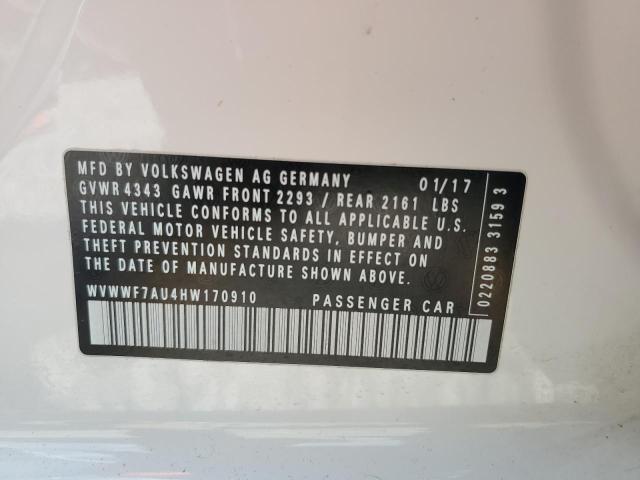 MFD BY VOLKSWAGEN AG GERMANY 01/17
GVWR 4343 GAWR FRONT 2293 / REAR 2161 LBS
THIS VEHICLE CONFORMS TO ALL APPLICABLE U.S.
FEDERAL MOTOR VEHICLE SAFETY, BUMPER AND
THEFT PREVENTION STANDARDS IN EFFECT ON
THE DATE OF MANUFACTURE SHOWN ABOVE.
WVWWF7AU4HW170910 PASSENGER CAR
0220883 3159 3